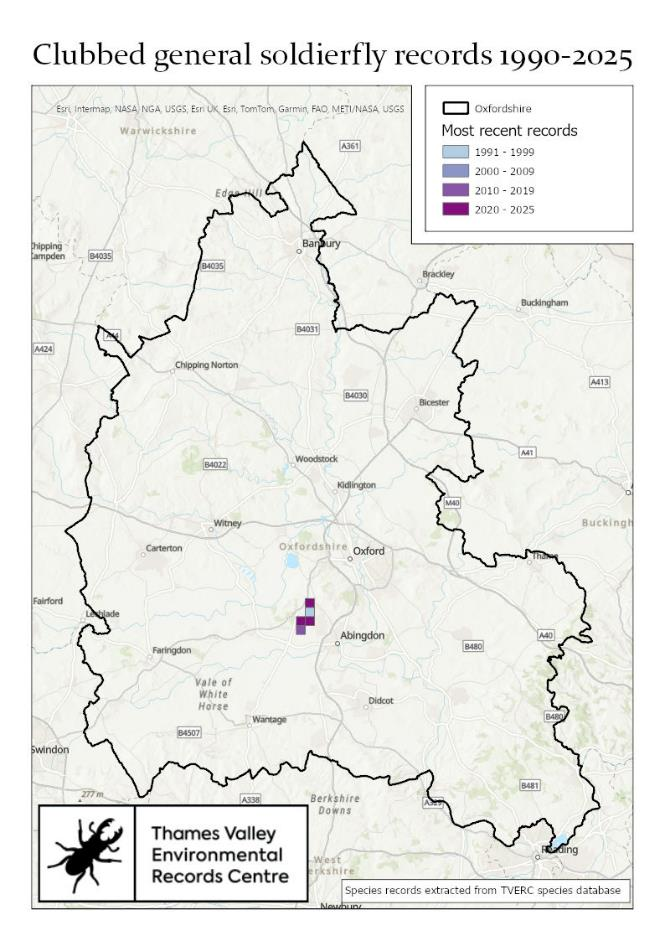 Clubbed general soldierfly records 1990-2025
Esri, Intermap, NASA, NGA, USGS, Esri UK, Esri, TomTom, Garmin, FAO, METI/NASA, USGS
Oxfordshire
Most recent records
1991 - 1999
2000 - 2009
2010 - 2019
2020 - 2025
Warwickshire
A361
Edge Hill
Banbury
Chipping
Campden
B4035
B4035
Brackley
Buckingham
B4031
A44
A424
Chipping Norton
A413
B4030
Bicester
A41
Woodstock
B4022
Kidlington
M40
Witney
Buckingh
Oxfordshire
Carterton
Oxford
Thame
Fairford
Lechlade
Abingdon
A40
B480
Faringdon
Vale of
White
Horse
Didcot
Wantage
B480
B4507
Swindon
B481
277 m
A338
Berkshire
Downs
Reading
West
erkshire
Newbury
Thames Valley
Environmental
Records Centre
Species records extracted from TVERC species database